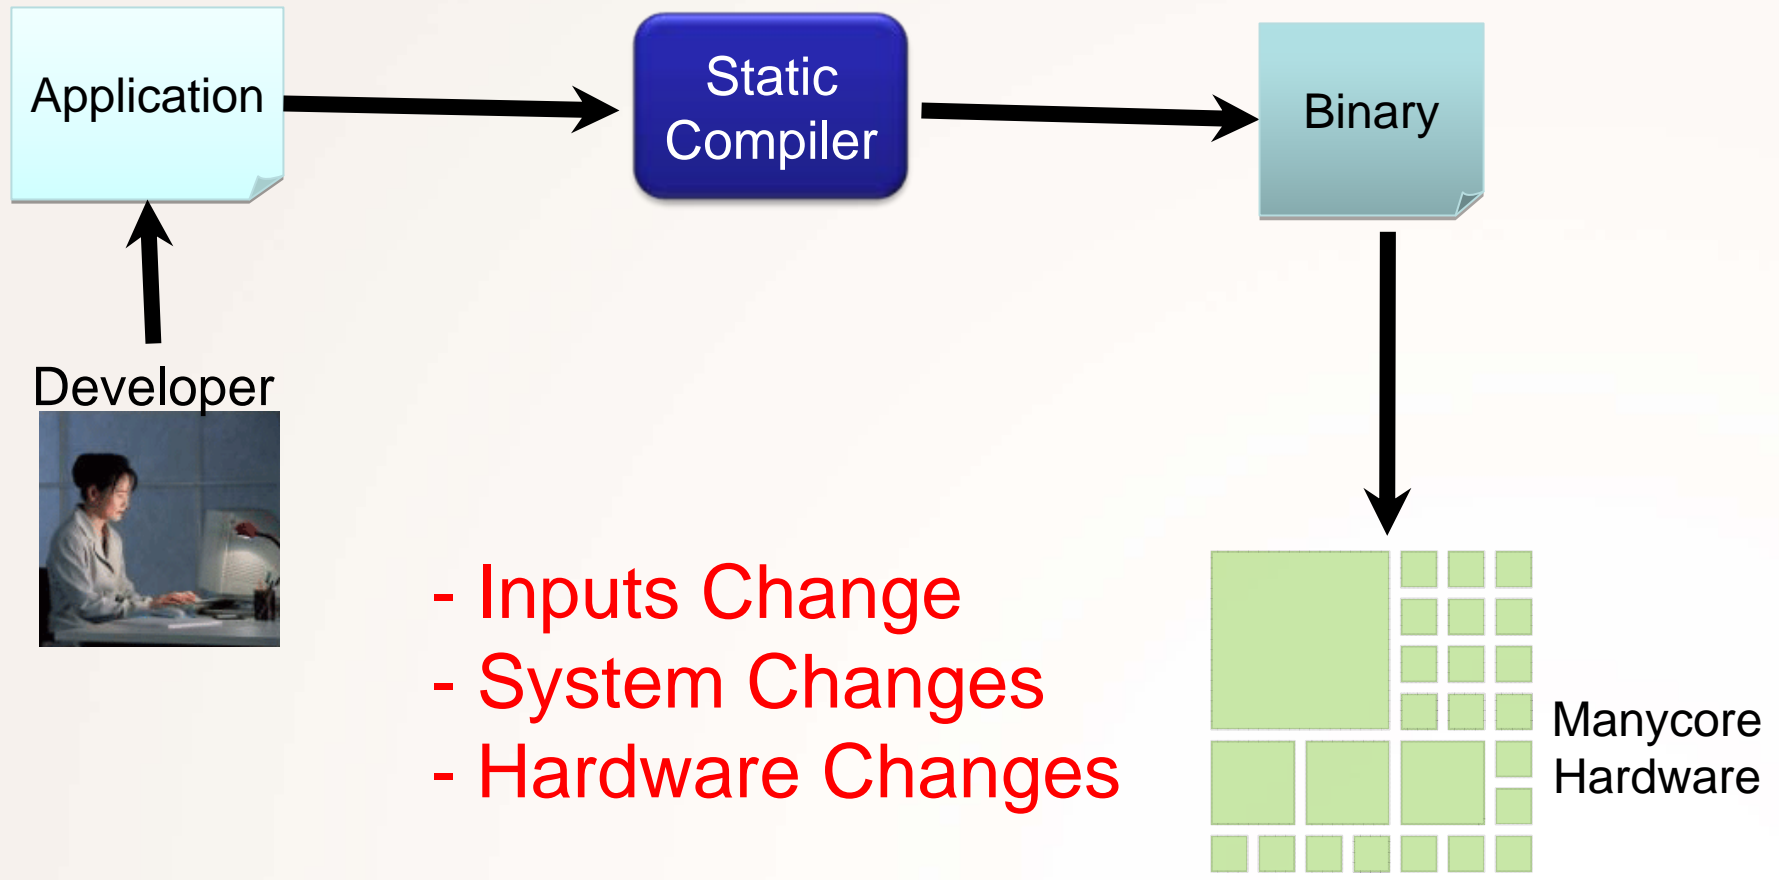 Application
Static
Compiler
Binary
Developer
- Inputs Change
- System Changes
- Hardware Changes
Manycore
Hardware